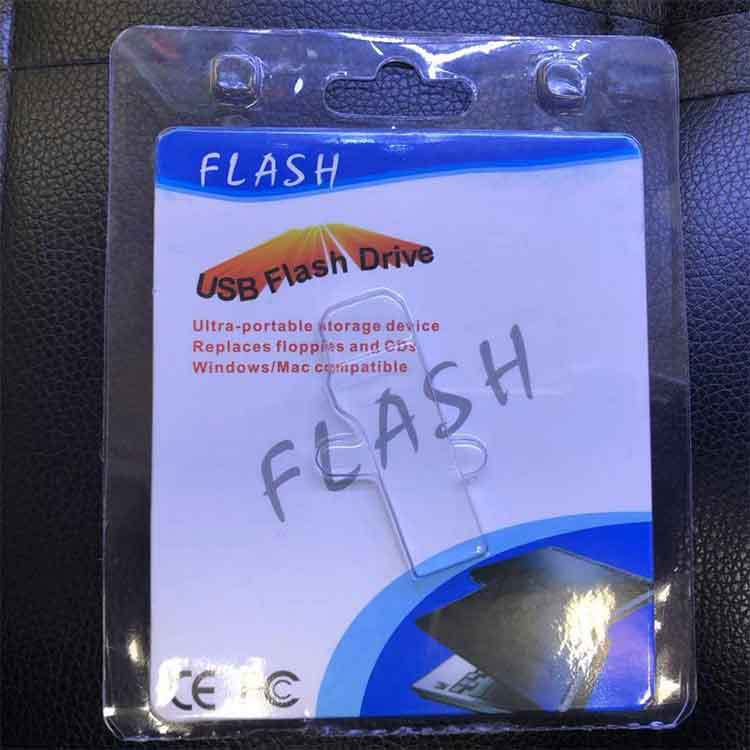 FLASH
USB Flash Drive
Ultra-portable storage device
Replaces floppies and CDs
Windows/Mac compatible
FLASH
CE FC